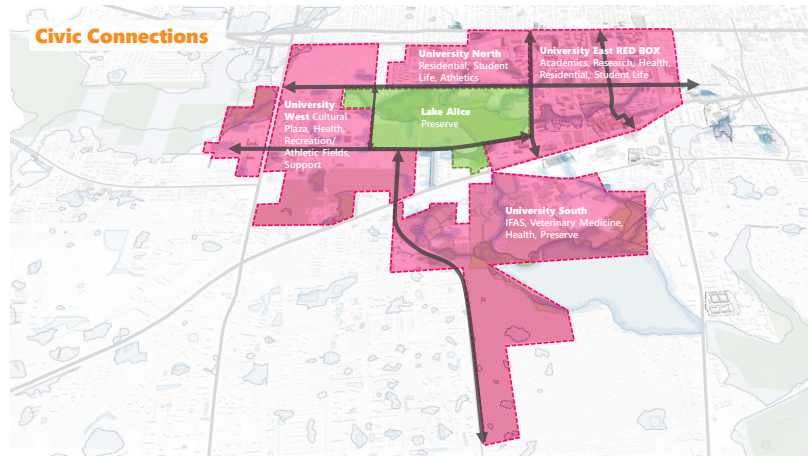 Civic Connections
University North
Residential, Student
Life, Athletics
University East RED BOX
Academics, Research, Health,
Residential, Student Life
University
West Cultural
Plaza, Health,
Recreation/
Athletic Fields,
Support
Lake Alice
Preserve
University South
IFAS, Veterinary Medicine,
Health, Preserve